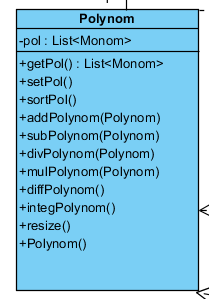 Polynom
-pol : List<Monom>
+getPol() : List<Monom>
+setPol()
+sortPol()
+addPolynom(Polynom)
+subPolynom(Polynom)
+divPolynom(Polynom)
+mulPolynom(Polynom)
+diffPolynom()
+integPolynom()
+resize()
+Polynom()